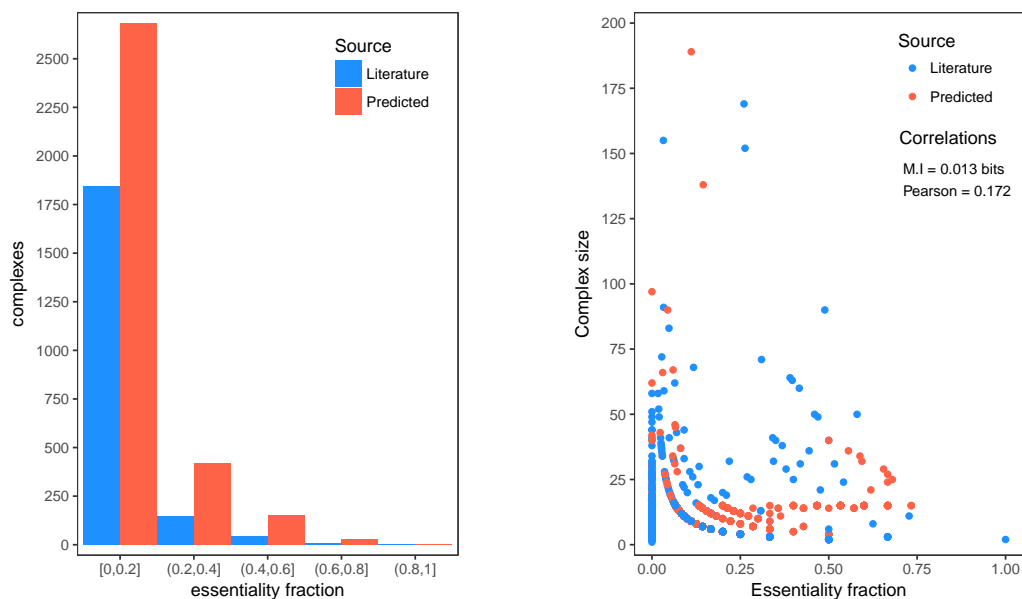 Source
Literature
Predicted
complexes
2500
2250
2000
1750
1500
1250
1000
750
500
250
0
[0,0.2]
(0.2,0.4]
(0.4,0.6]
(0.6,0.8]
(0.8,1]
essentiality fraction
Source
Literature
Predicted
Correlations
M.I = 0.013 bits
Pearson = 0.172
Complex size
200
175
150
125
100
75
50
25
0
0.00
0.25
0.50
0.75
1.00
Essentiality fraction